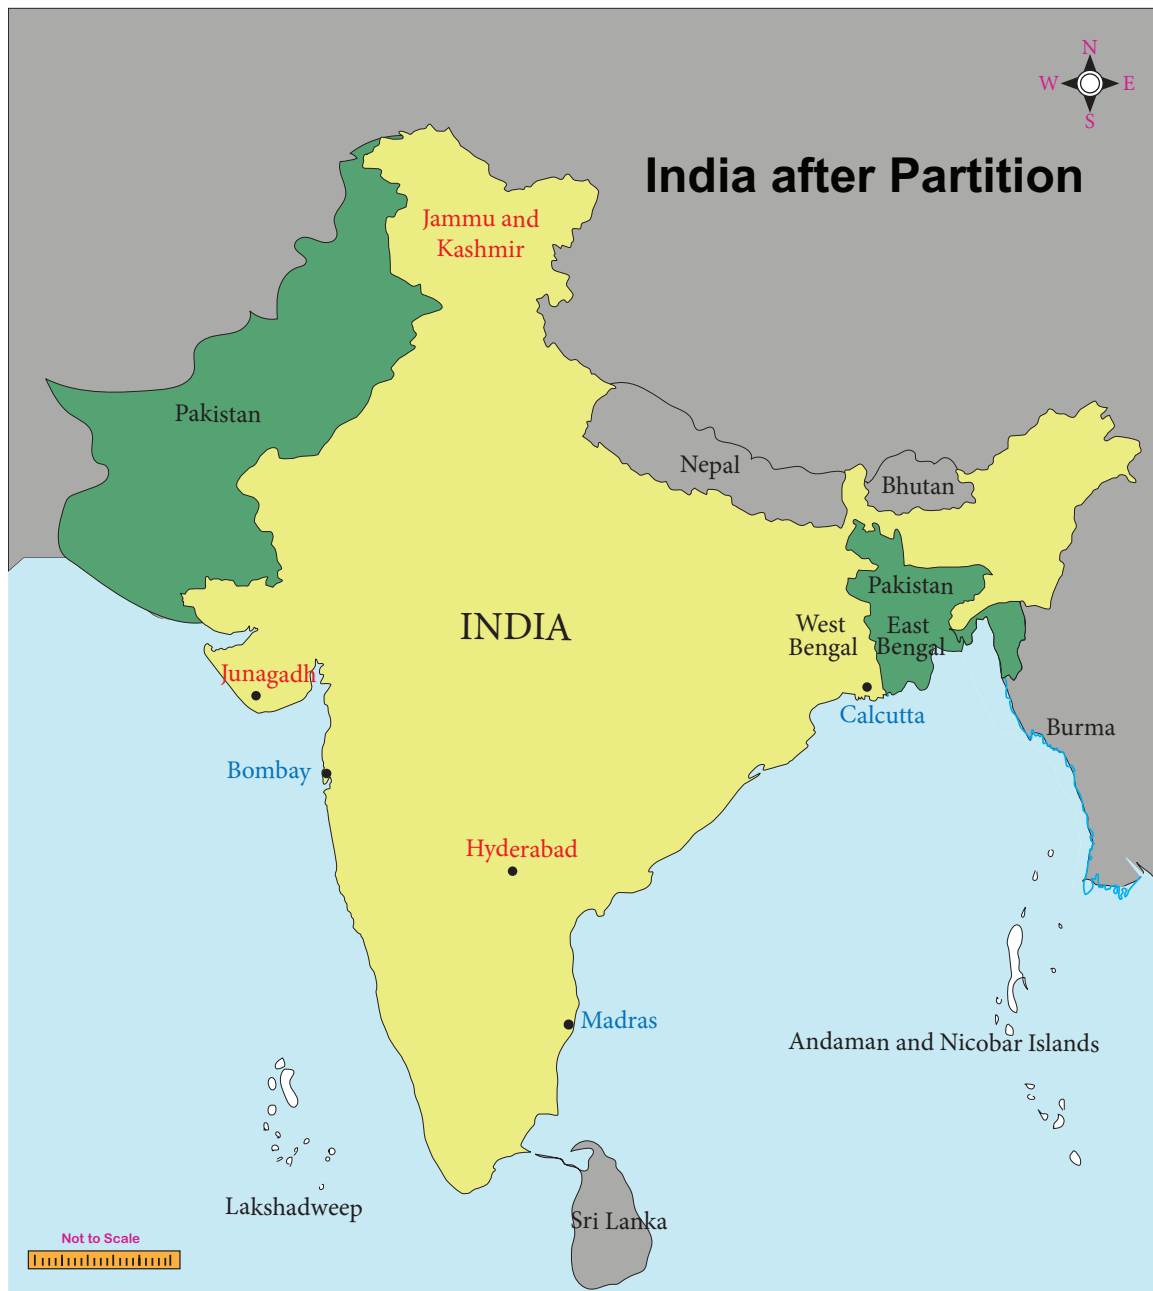 N
W E
S
India after Partition
Jammu and
Kashmir
Pakistan
Nepal
Bhutan
Pakistan
INDIA
West
Bengal
East
Bengal
Junagadh
Calcutta
Burma
Bombay
Hyderabad
Madras
Andaman and Nicobar Islands
Lakshadweep
Sri Lanka
Not to Scale